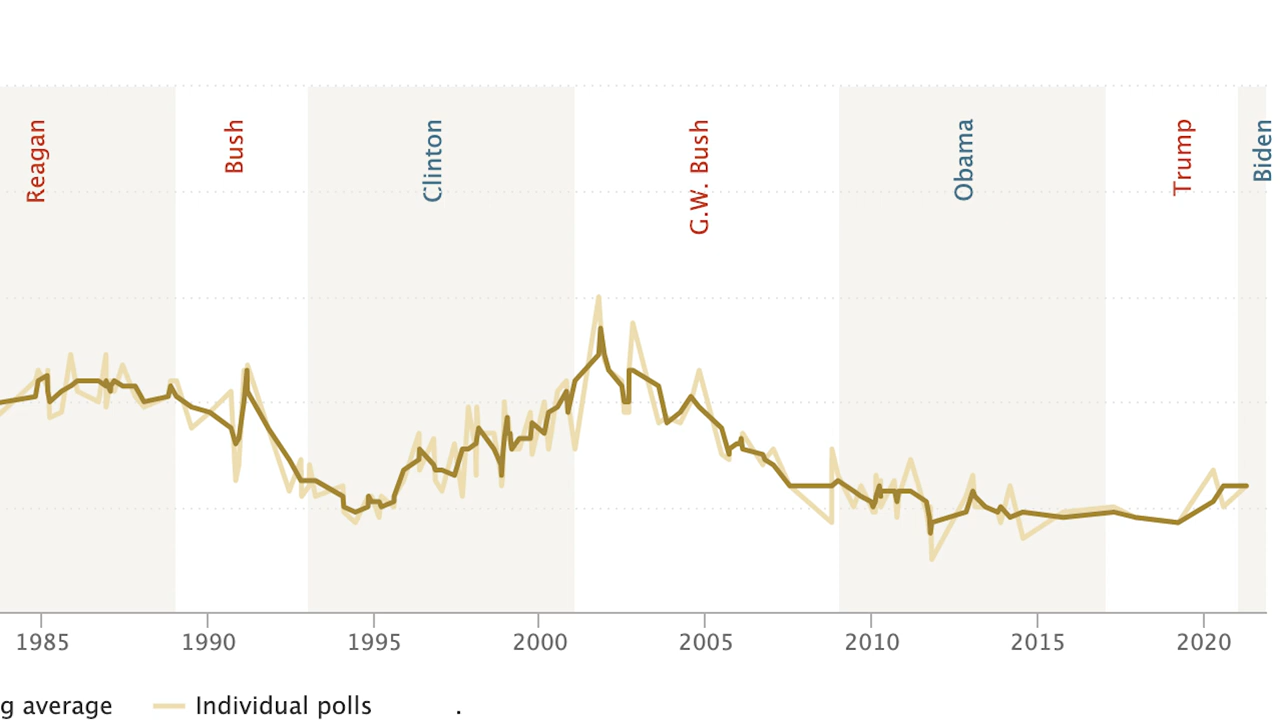 Reagan
Bush
Clinton
G.W. Bush
Obama
Trump
Biden
1985 1990 1995 2000 2005 2010 2015 2020
g average Individual polls .